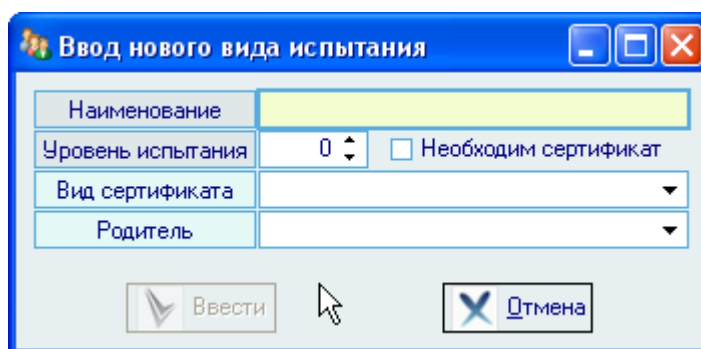 Ввод нового вида испытания
Наименование
Уровень испытания 0 Необходим сертификат
Вид сертификата
Родитель
Ввести Отмена